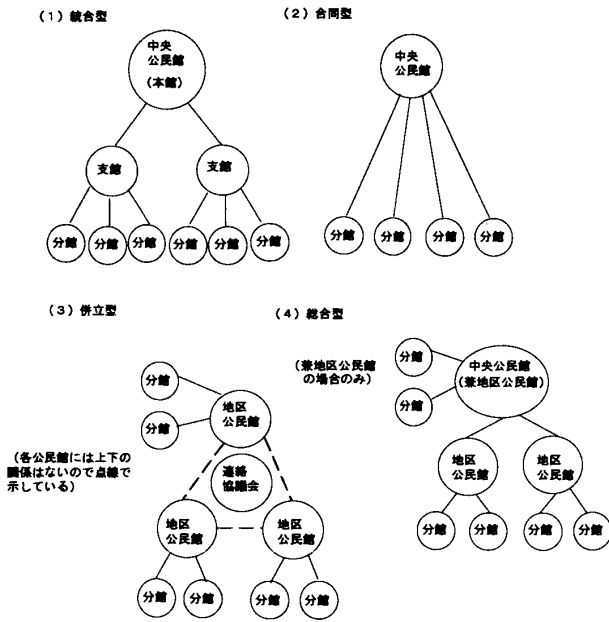 (1)統合型
中央
公民館
(本館)
支館
支館
分館
分館
分館
分館
分館
分館
(2)合同型
中央
公民館
分館
分館
分館
分館
(3)併立型
分館
分館
地区
公民館
(各公民館には上下の
関係はないので点線で
示している)
連絡
協議会
地区
公民館
地区
公民館
分館
分館
分館
分館
(4)総合型
(兼地区公民館
の場合のみ)
分館
分館
中央公民館
(兼地区公民館)
地区
公民館
地区
公民館
分館
分館
分館
分館